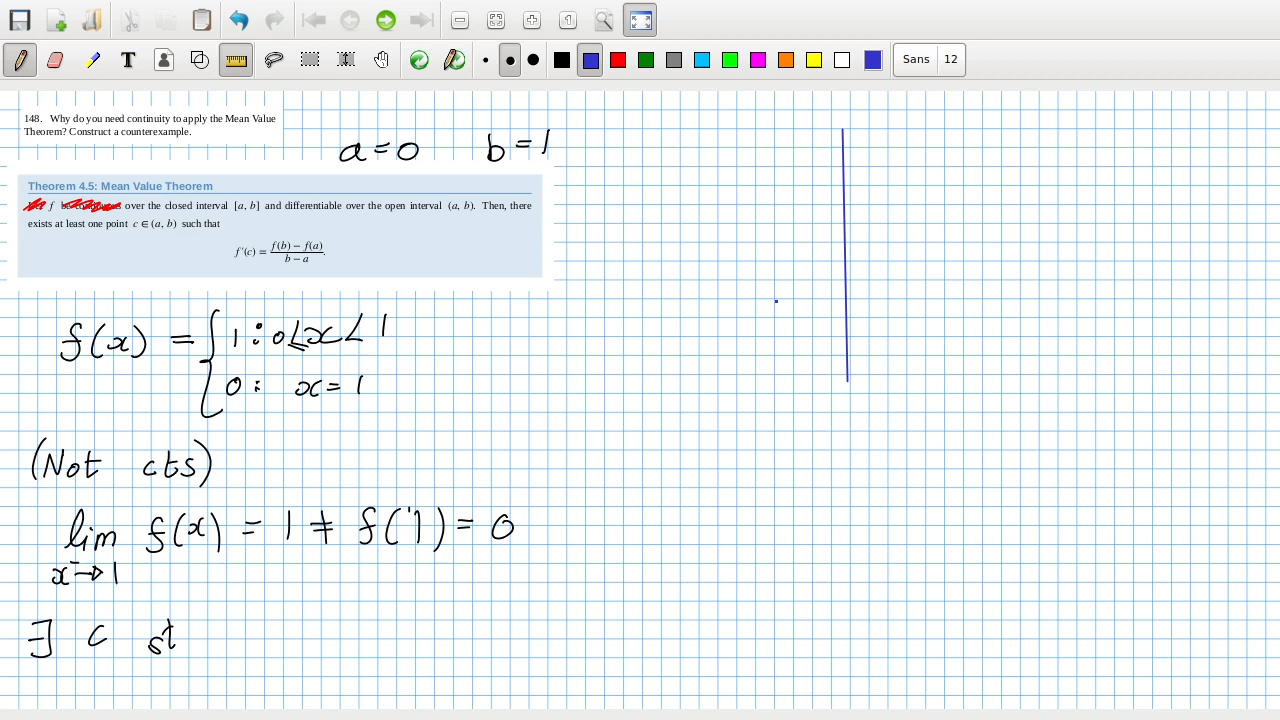 Sans 12
148. Why do you need continuity to apply the Mean Value
Theorem? Construct a counterexample.
a=0 b=1
Theorem 4.5: Mean Value Theorem
f be over the closed interval [a, b] and differentiable over the open interval (a, b). Then, there
exists at least one point c ∈ (a, b) such that
f′(c) = f(b) − f(a) / b − a.
f(x) = { 1 : 0 ≤ x < 1
0 : x = 1
(Not cts)
lim f(x) = 1 ≠ f(1) = 0
x→1
∃ c st